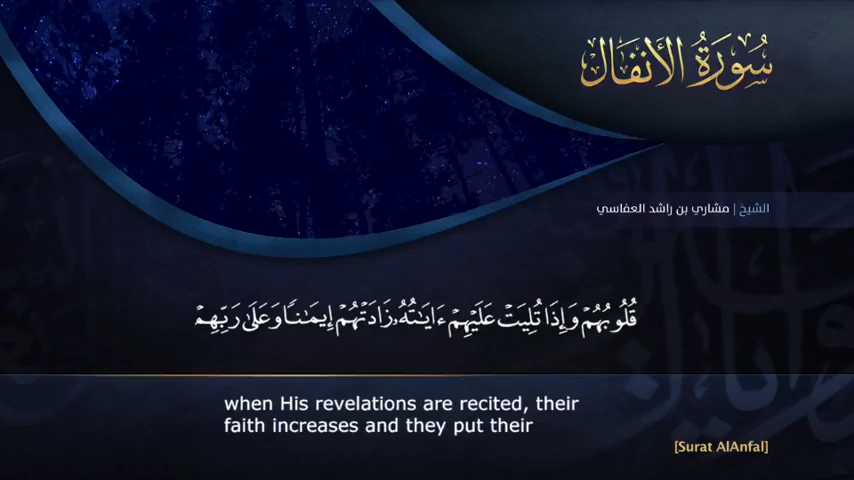 سُورَةُ الأَنفَال
الشيخ | مشاري بن راشد العفاسي
قُلُوبُهُمْ وَإِذَا تُلِيَتْ عَلَيْهِمْ ءَايَـٰتُهُۥ زَادَتْهُمْ إِيمَـٰنًا وَعَلَىٰ رَبِّهِمْ
when His revelations are recited, their
faith increases and they put their
[Surat AlAnfal]